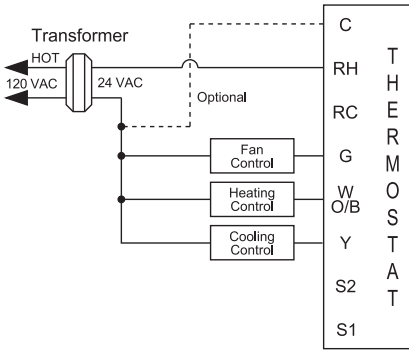 Transformer
HOT
120 VAC
24 VAC
Optional
Fan
Control
Heating
Control
Cooling
Control
C
RH
RC
G
W
O/B
Y
S2
S1
THERMOSTAT